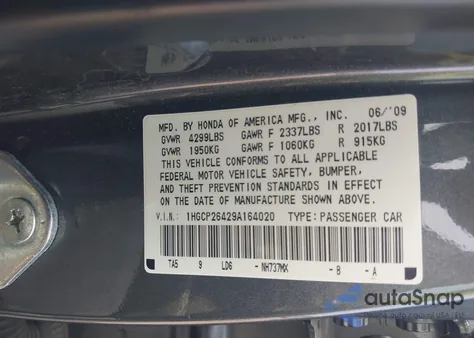 MFD. BY HONDA OF AMERICA MFG., INC. 06/'09
GVWR 4299LBS GAWR F 2337LBS R 2017LBS
GVWR 1950KG GAWR F 1060KG R 915KG
THIS VEHICLE CONFORMS TO ALL APPLICABLE
FEDERAL MOTOR VEHICLE SAFETY, BUMPER,
AND THEFT PREVENTION STANDARDS IN EFFECT
ON THE DATE OF MANUFACTURE SHOWN ABOVE.
V.I.N.: 1HGCP26429A164020 TYPE: PASSENGER CAR
TA5 9 LD6 -NH737MX -B -A
autoSnap